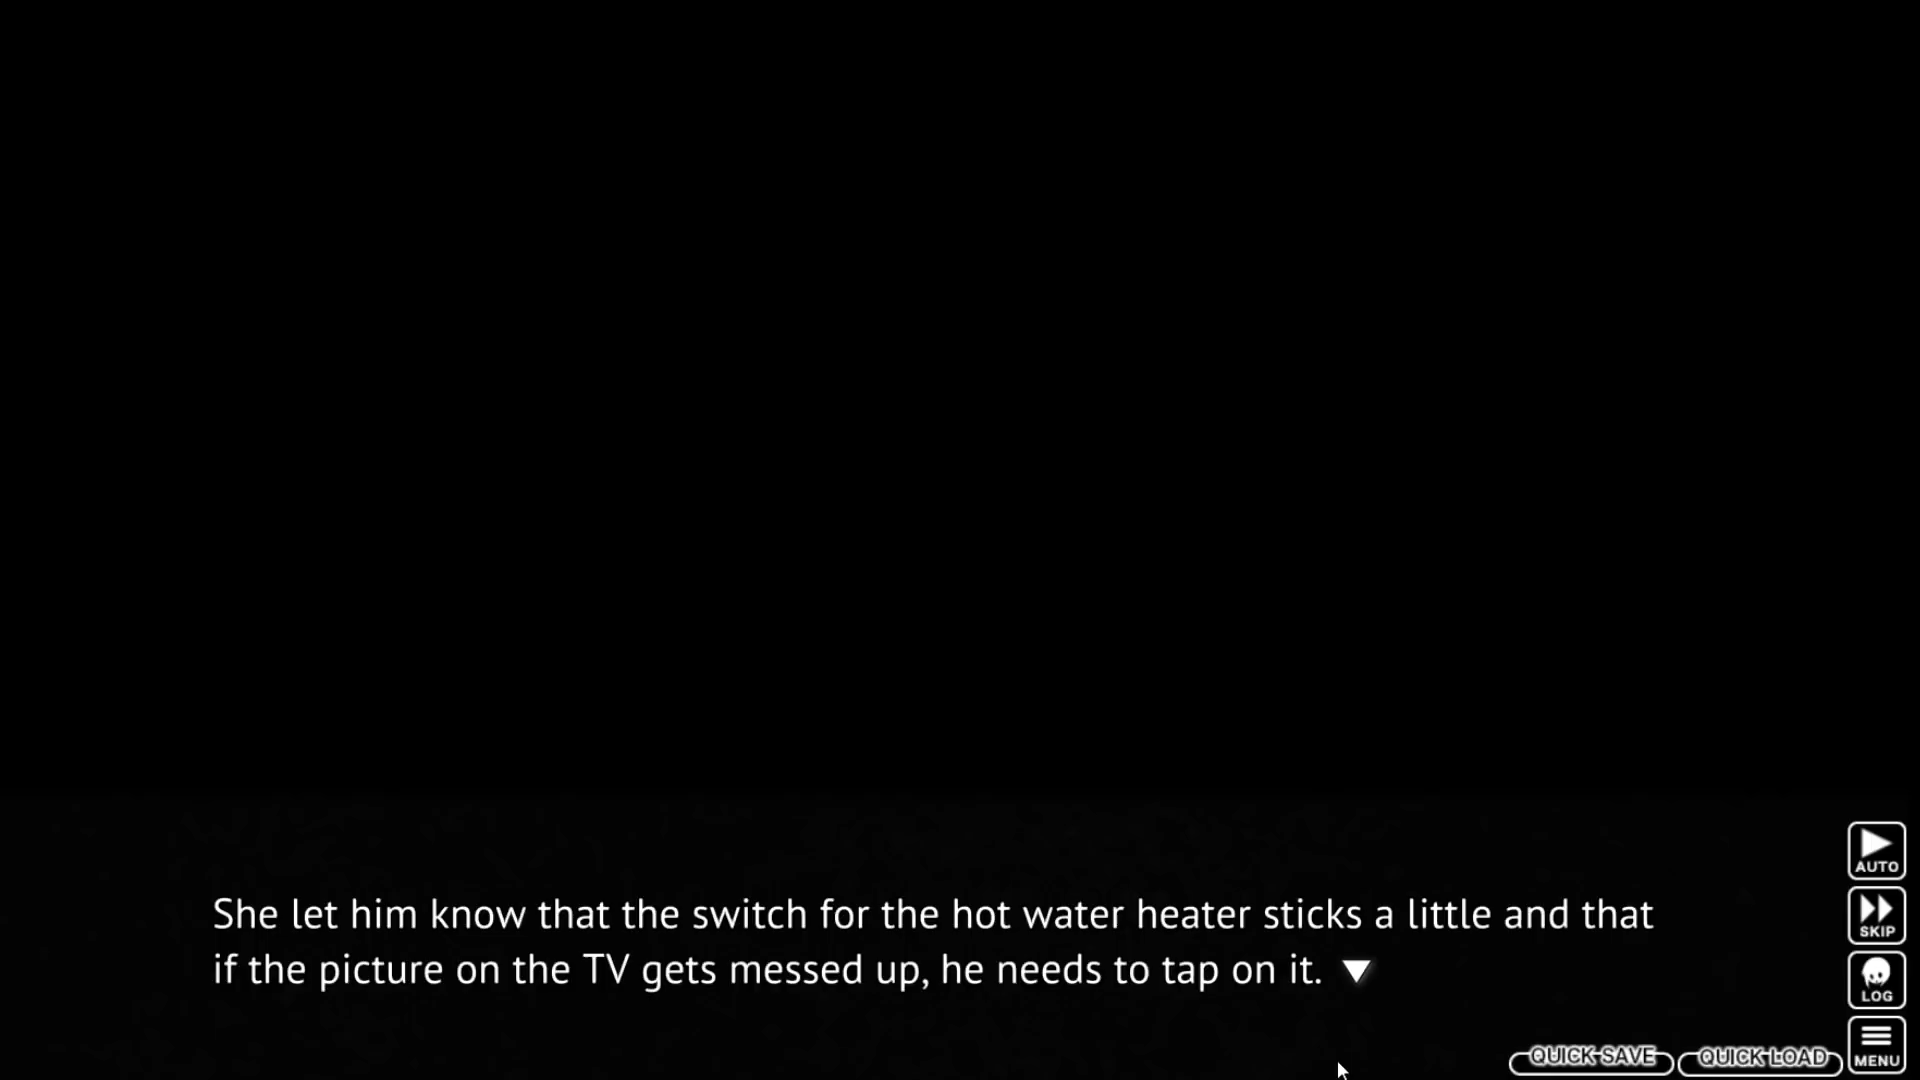 She let him know that the switch for the hot water heater sticks a little and that
if the picture on the TV gets messed up, he needs to tap on it.
AUTO
SKIP
LOG
MENU
QUICK SAVE QUICK LOAD